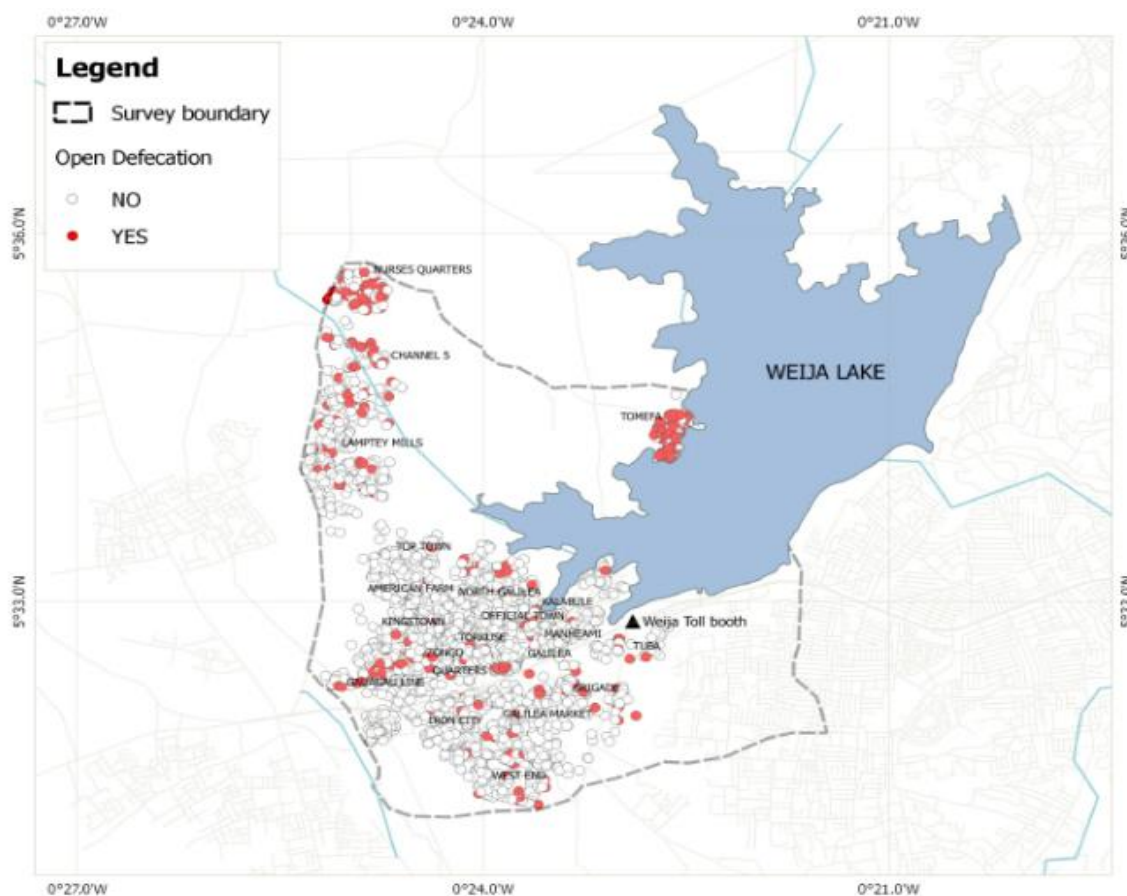 0°27.0'W
0°24.0'W
0°21.0'W
Legend
Survey boundary
Open Defecation
NO
YES
5°36.0'N
5°36.0'N
NURSES QUARTERS
CHANNEL 5
WEIJA LAKE
TOMEFA
LAMPTEY MILLS
TOP TOWN
AMERICAN FARM
NORTH GALILEA
KALABULE
5°33.0'N
5°33.0'N
OFFICIAL TOWN
KINGSTOWN
Weija Toll booth
TORKUSE
MANHEAMI
TUBA
ZONGO
GALILEA
QUARTERS
LINE
BRIGADE
IRON CITY
GALILEA MARKET
WEST END
0°27.0'W
0°24.0'W
0°21.0'W